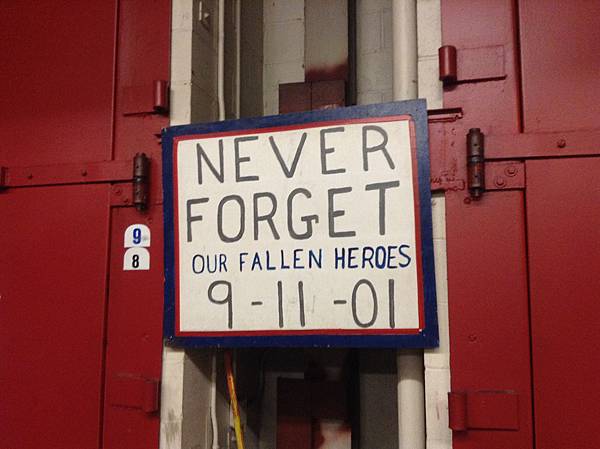 NEVER
FORGET
OUR FALLEN HEROES
9-11-01
9
8